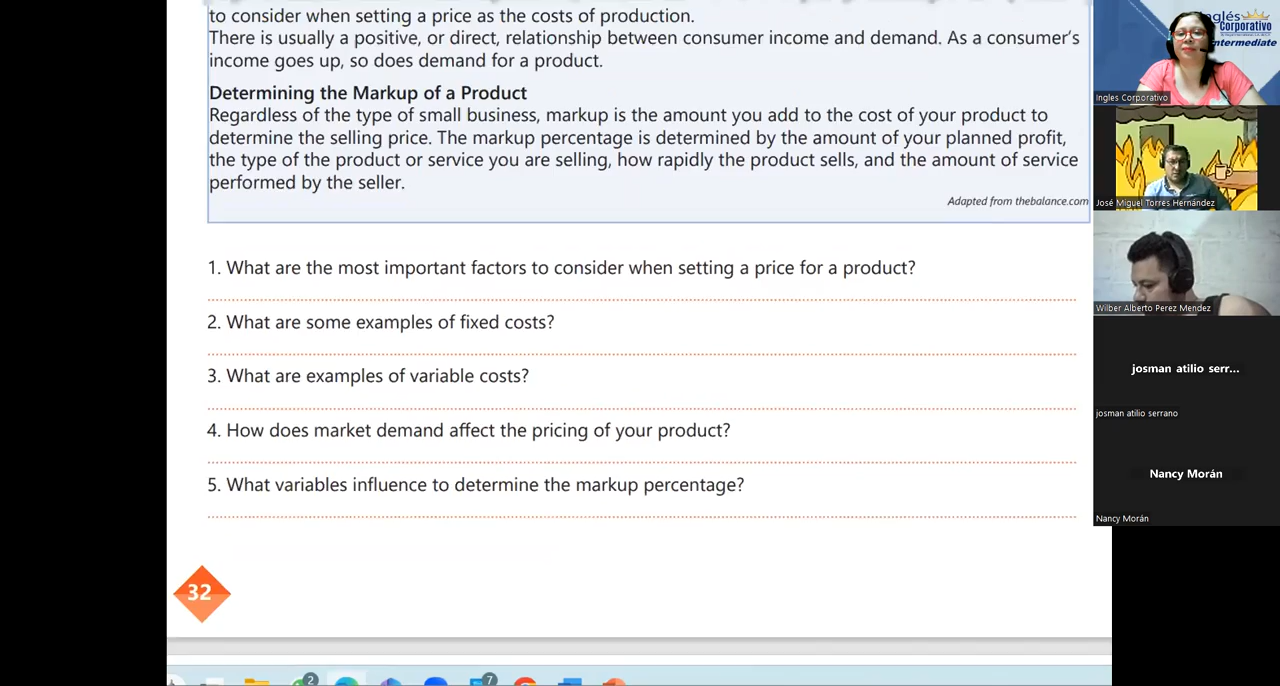 to consider when setting a price as the costs of production.
There is usually a positive, or direct, relationship between consumer income and demand. As a consumer's
income goes up, so does demand for a product.
Determining the Markup of a Product
Regardless of the type of small business, markup is the amount you add to the cost of your product to
determine the selling price. The markup percentage is determined by the amount of your planned profit,
the type of the product or service you are selling, how rapidly the product sells, and the amount of service
performed by the seller.
Adapted from thebalance.com
1. What are the most important factors to consider when setting a price for a product?
2. What are some examples of fixed costs?
3. What are examples of variable costs?
4. How does market demand affect the pricing of your product?
5. What variables influence to determine the markup percentage?
32
Inglés
Corporativo
Intermediate
Ingles Corporativo
José Miguel Torres Hernández
Wilber Alberto Perez Mendez
josman atilio serr...
josman atilio serrano
Nancy Morán
Nancy Morán
2
7